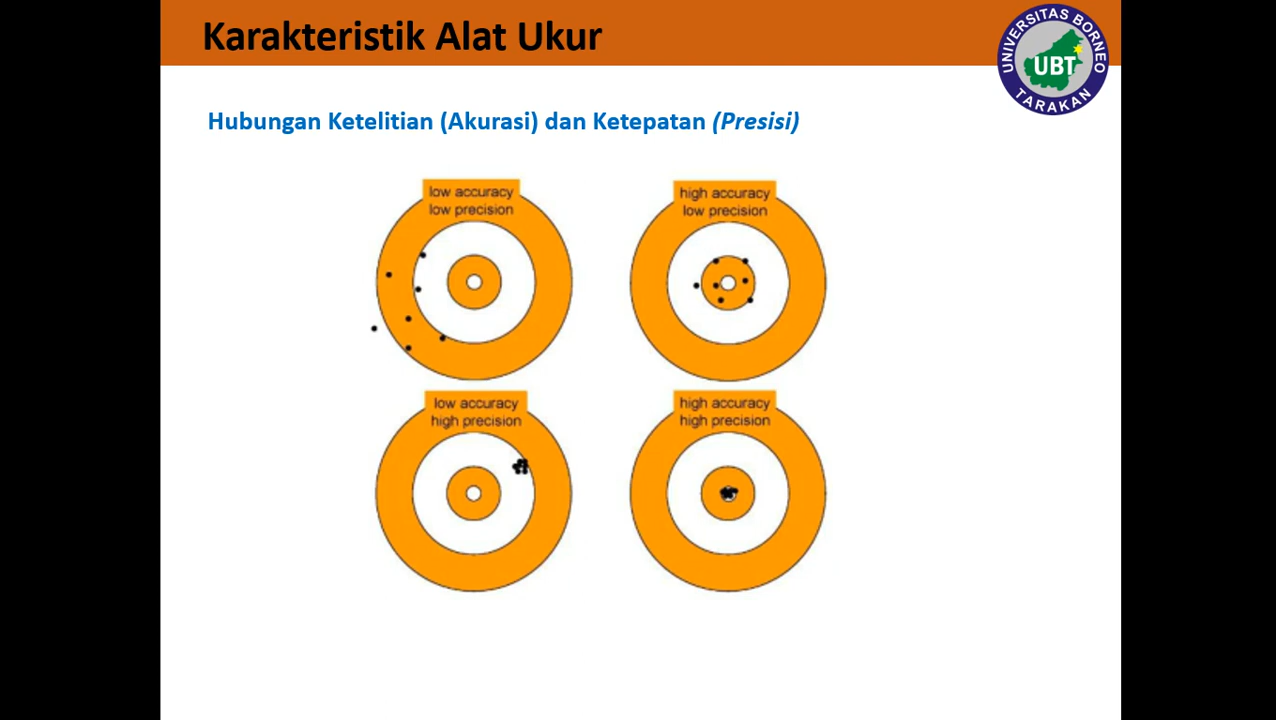 Karakteristik Alat Ukur
UNIVERSITAS BORNEO
UBT
TARAKAN
Hubungan Ketelitian (Akurasi) dan Ketepatan (Presisi)
low accuracy
low precision
high accuracy
low precision
low accuracy
high precision
high accuracy
high precision